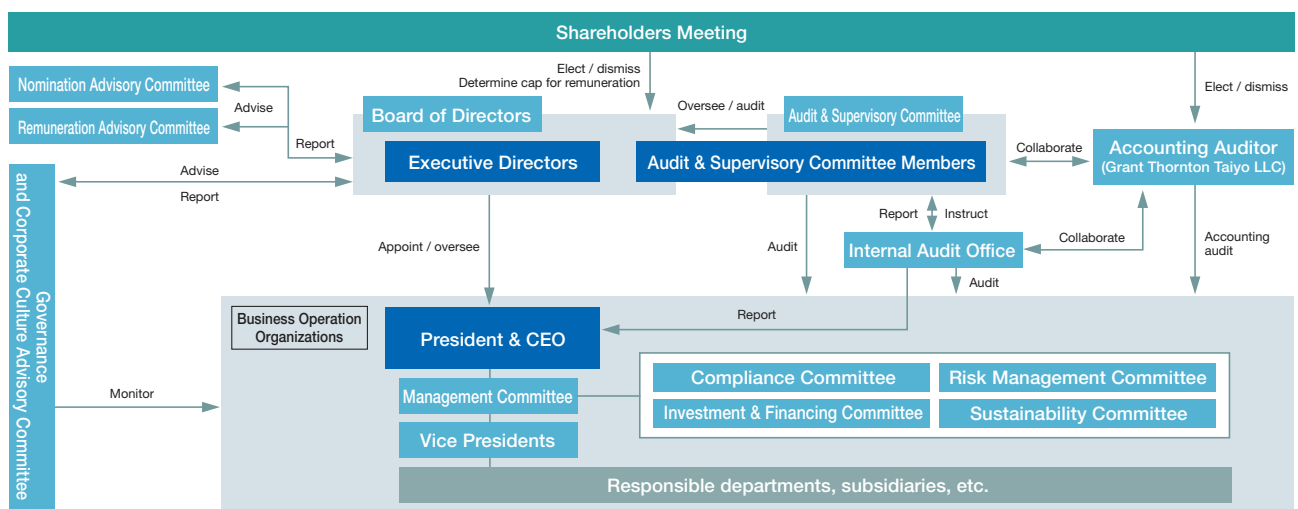 Shareholders Meeting
Nomination Advisory Committee
Remuneration Advisory Committee
Advise
Report
Elect / dismiss
Determine cap for remuneration
Board of Directors
Executive Directors
Oversee / audit
Audit & Supervisory Committee
Audit & Supervisory Committee Members
Collaborate
Elect / dismiss
Accounting Auditor
(Grant Thornton Taiyo LLC)
Advise
Report
Governance
and Corporate Culture Advisory Committee
Appoint / oversee
Audit
Report
Instruct
Internal Audit Office
Collaborate
Accounting
audit
Audit
Report
Business Operation
Organizations
President & CEO
Management Committee
Vice Presidents
Compliance Committee
Risk Management Committee
Investment & Financing Committee
Sustainability Committee
Monitor
Responsible departments, subsidiaries, etc.